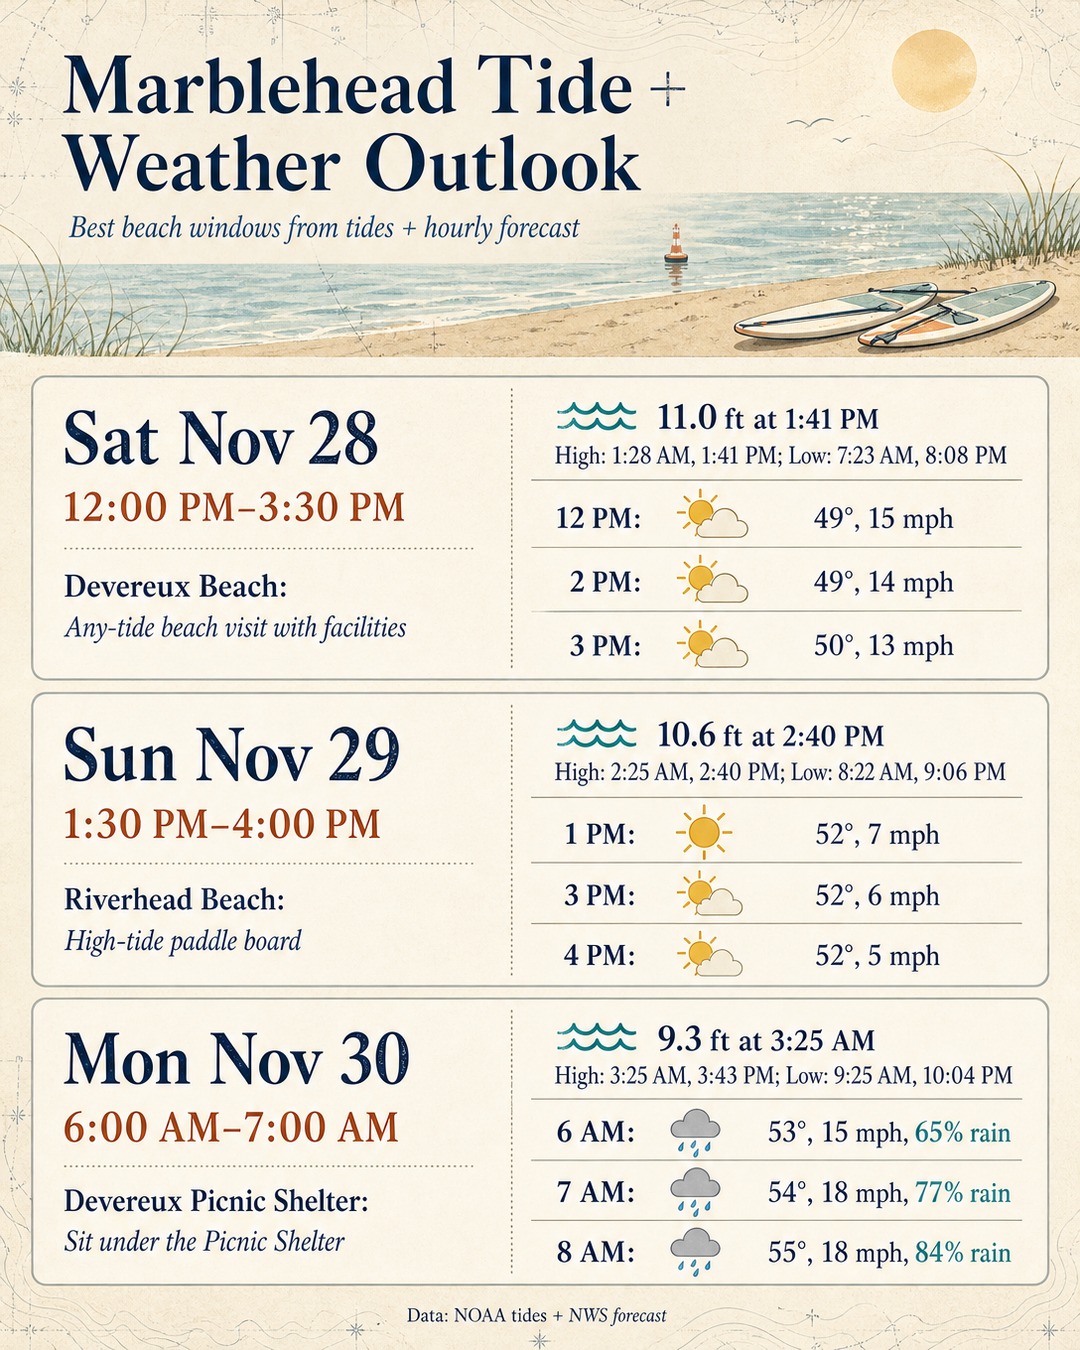 Marblehead Tide +
Weather Outlook
Best beach windows from tides + hourly forecast
Sat Nov 28
12:00 PM–3:30 PM
Devereux Beach:
Any-tide beach visit with facilities
11.0 ft at 1:41 PM
High: 1:28 AM, 1:41 PM; Low: 7:23 AM, 8:08 PM
12 PM: 49°, 15 mph
2 PM: 49°, 14 mph
3 PM: 50°, 13 mph
Sun Nov 29
1:30 PM–4:00 PM
Riverhead Beach:
High-tide paddle board
10.6 ft at 2:40 PM
High: 2:25 AM, 2:40 PM; Low: 8:22 AM, 9:06 PM
1 PM: 52°, 7 mph
3 PM: 52°, 6 mph
4 PM: 52°, 5 mph
Mon Nov 30
6:00 AM–7:00 AM
Devereux Picnic Shelter:
Sit under the Picnic Shelter
9.3 ft at 3:25 AM
High: 3:25 AM, 3:43 PM; Low: 9:25 AM, 10:04 PM
6 AM: 53°, 15 mph, 65% rain
7 AM: 54°, 18 mph, 77% rain
8 AM: 55°, 18 mph, 84% rain
Data: NOAA tides + NWS forecast